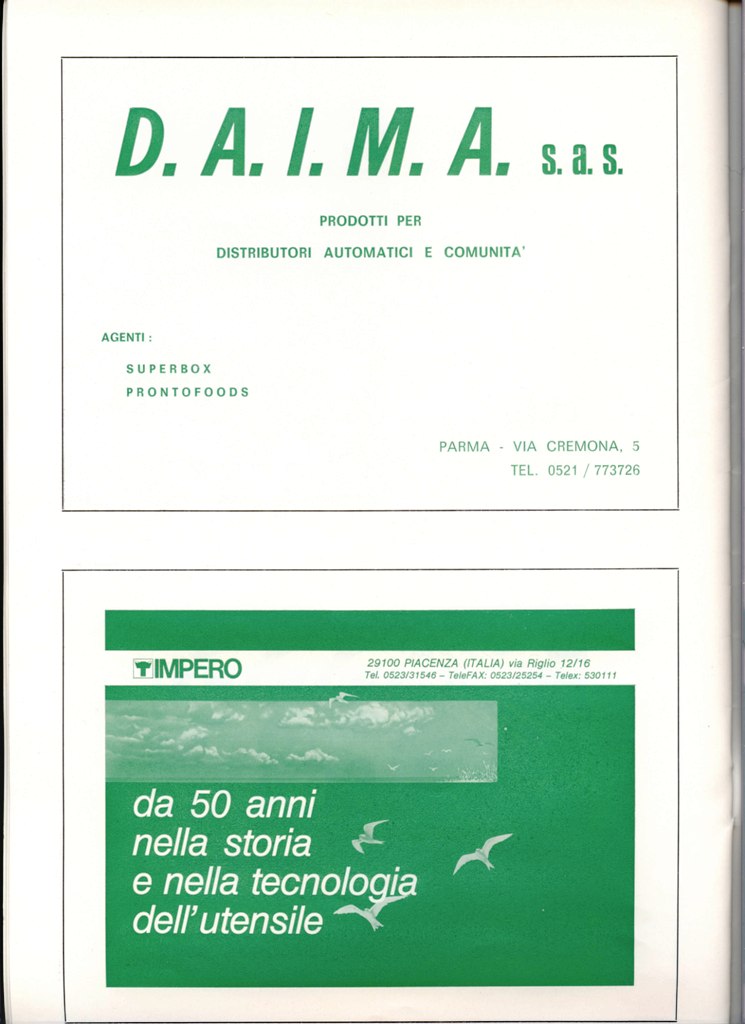 D. A. I. M. A. s. a. s.
PRODOTTI PER
DISTRIBUTORI AUTOMATICI E COMUNITA'
AGENTI :
SUPERBOX
PRONTOFOODS
PARMA - VIA CREMONA, 5
TEL. 0521 / 773726
IMPERO
29100 PIACENZA (ITALIA) via Riglio 12/16
Tel. 0523/31546 – TeleFAX: 0523/25254 – Telex: 530111
da 50 anni
nella storia
e nella tecnologia
dell'utensile